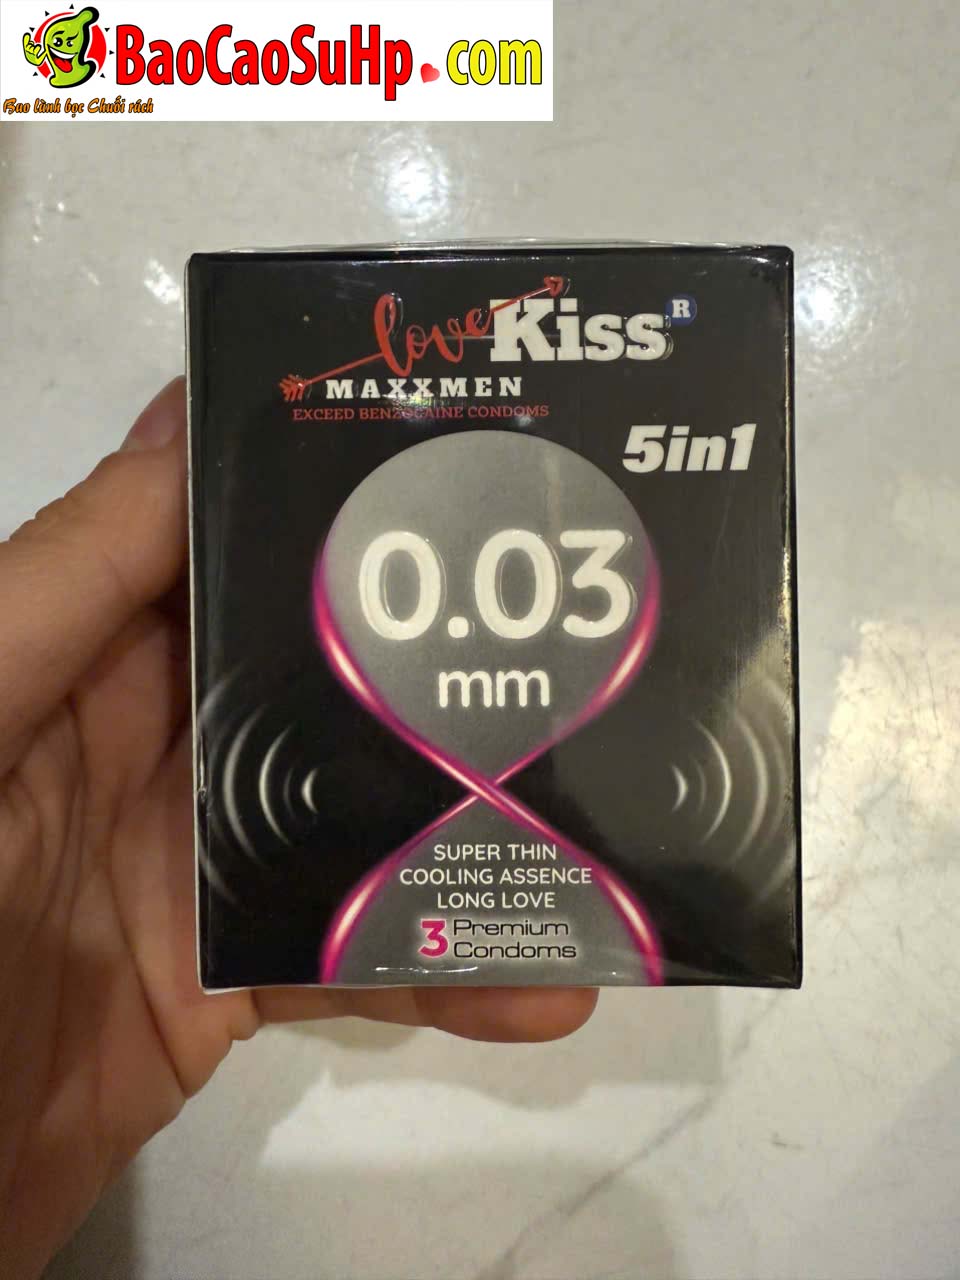 BaoCaoSuHp.com
Bao lành bọc Chuối rách
love Kiss R
MAXXMEN
EXCEED BENZOCAINE CONDOMS
5in1
0.03
mm
SUPER THIN
COOLING ASSENCE
LONG LOVE
3 Premium
Condoms